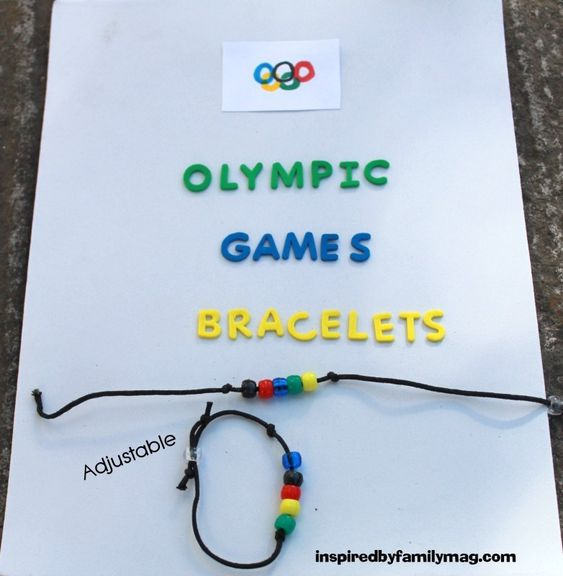 OLYMPIC
GAMES
BRACELETS
Adjustable
inspiredbyfamilymag.com